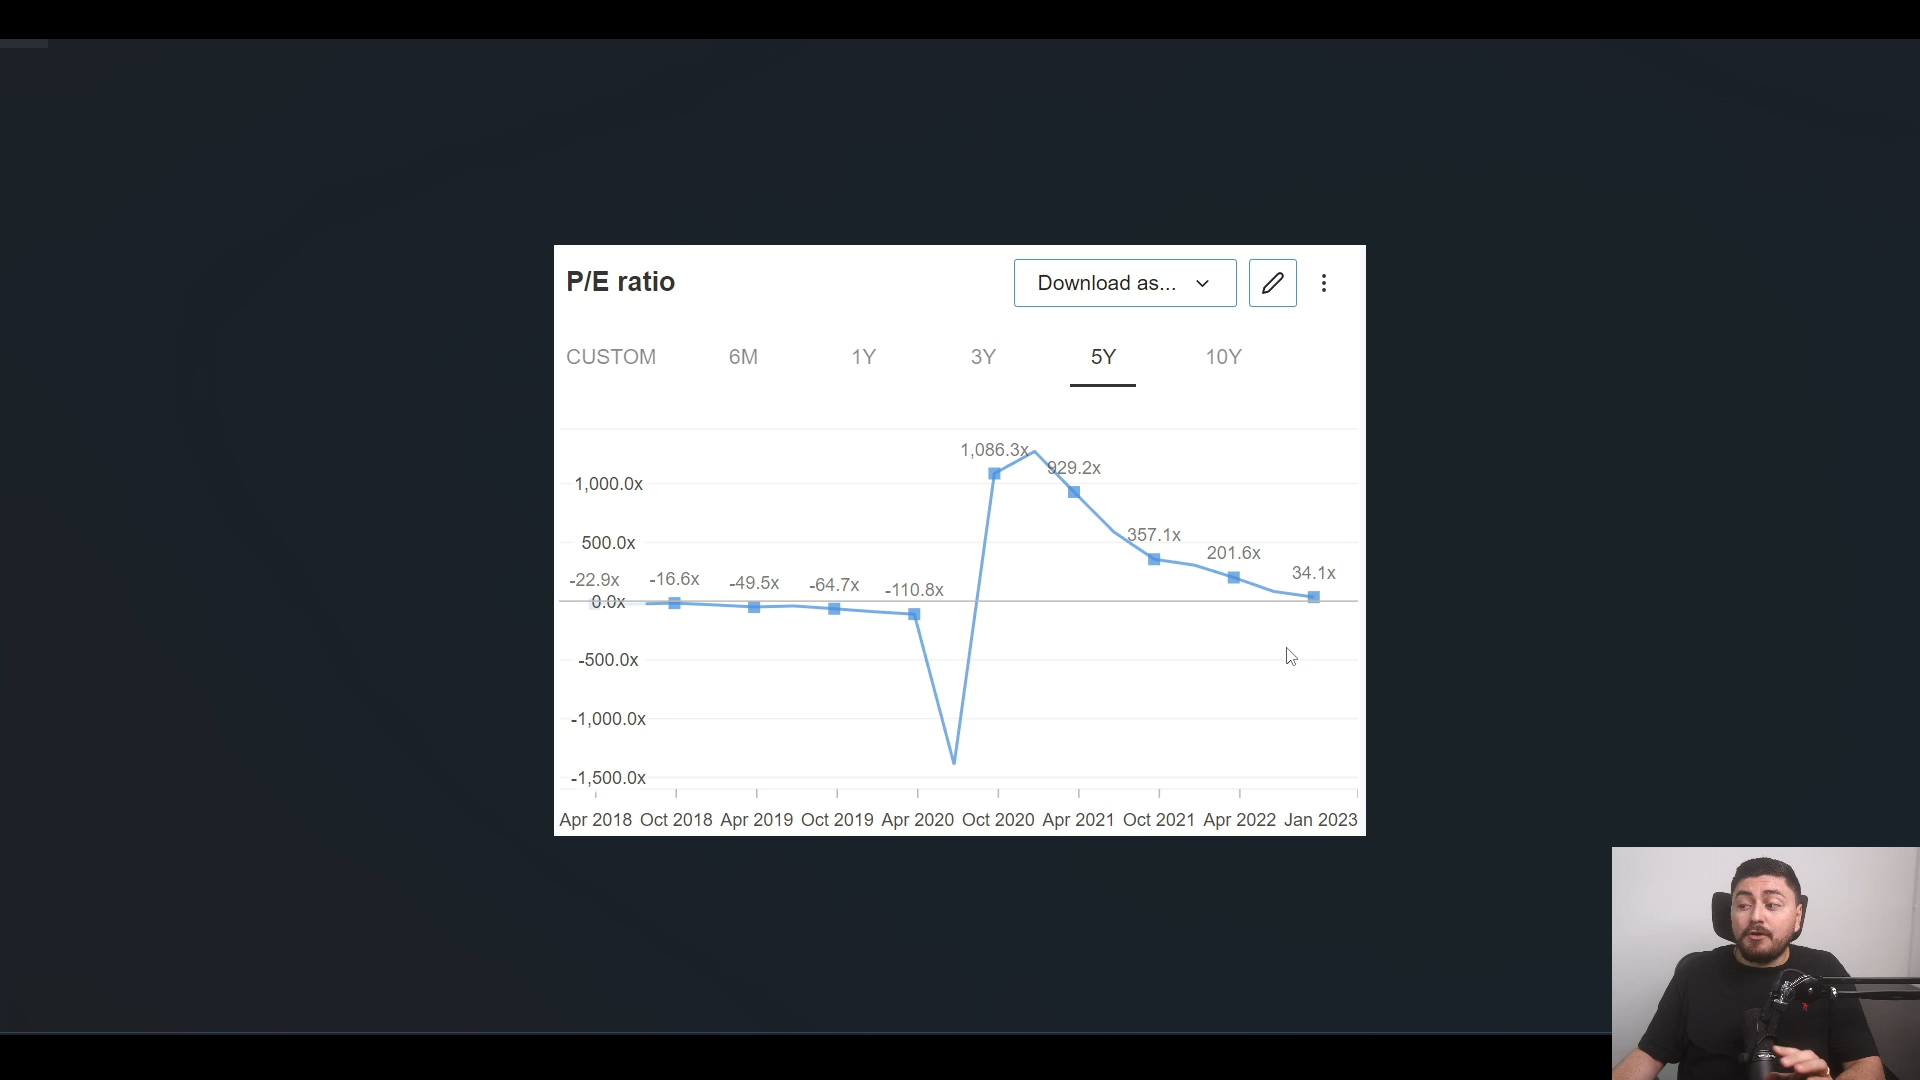 P/E ratio
Download as...
CUSTOM 6M 1Y 3Y 5Y 10Y
1,086.3x
929.2x
1,000.0x
357.1x
500.0x
201.6x
34.1x
-22.9x -16.6x -49.5x -64.7x -110.8x
0.0x
-500.0x
-1,000.0x
-1,500.0x
Apr 2018 Oct 2018 Apr 2019 Oct 2019 Apr 2020 Oct 2020 Apr 2021 Oct 2021 Apr 2022 Jan 2023